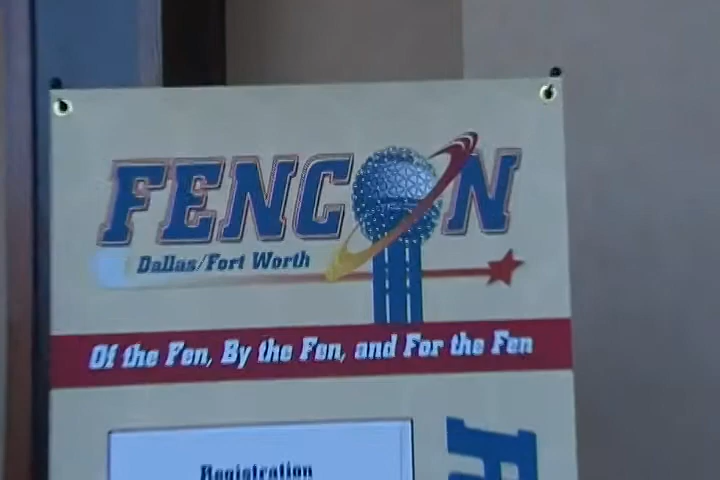 FENCON
Dallas/Fort Worth
Of the Fen, By the Fen, and For the Fen
Registration